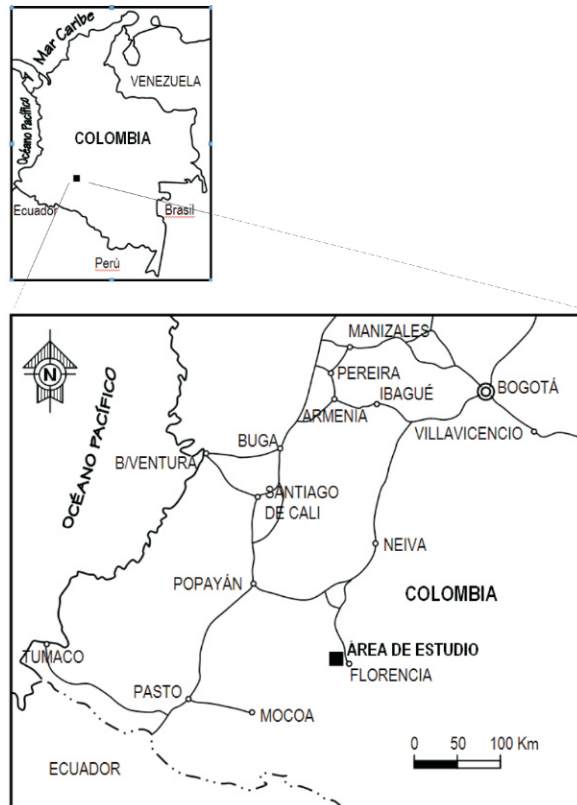 Mar Caribe
VENEZUELA
Océano Pacífico
COLOMBIA
Ecuador
Brasil
Perú
N
OCÉANO PACÍFICO
MANIZALES
PEREIRA
IBAGUÉ
BOGOTÁ
ARMENIA
VILLAVICENCIO
BUGA
B/VENTURA
SANTIAGO
DE CALI
NEIVA
POPAYÁN
COLOMBIA
ÁREA DE ESTUDIO
FLORENCIA
TUMACO
PASTO
MOCOA
0 50 100 Km
ECUADOR